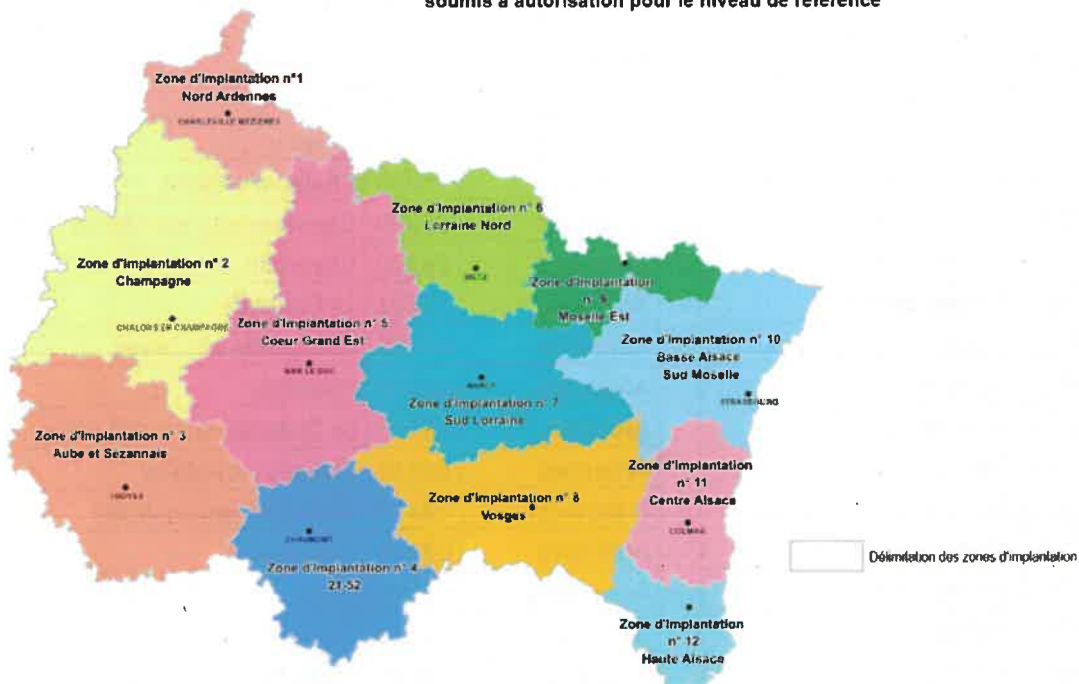 soumis à autorisation pour le niveau de référence
Zone d'Implantation n°1
Nord Ardennes
CHARLEVILLE MEZIERES
Zone d'Implantation n° 6
Lorraine Nord
METZ
Zone d'Implantation n° 2
Champagne
CHALONS EN CHAMPAGNE
Zone d'Implantation
n° 9
Moselle Est
Zone d'Implantation n° 5
Coeur Grand Est
BAR LE DUC
Zone d'Implantation n° 10
Basse Alsace
Sud Moselle
STRASBOURG
NANCY
Zone d'Implantation n° 7
Sud Lorraine
Zone d'Implantation n° 3
Aube et Sézannais
TROYES
Zone d'Implantation
n° 11
Centre Alsace
COLMAR
Zone d'Implantation n° 8
Vosges
CHAUMONT
Zone d'Implantation n° 4
21-52
Délimitation des zones d'implantation
Zone d'Implantation
n° 12
Haute Alsace